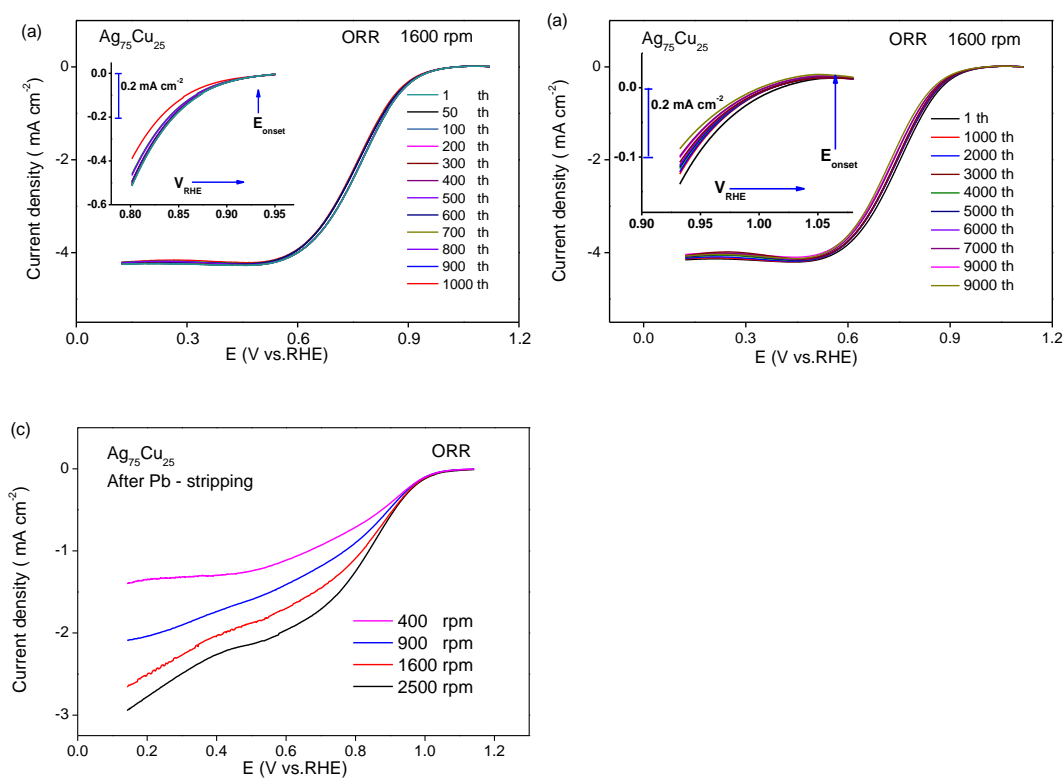 (a)
Ag75Cu25
ORR 1600 rpm
0.0
-0.2
-0.4
-0.6
0.2 mA cm-2
Eonset
VRHE
0.80 0.85 0.90 0.95
1 th
50 th
100 th
200 th
300 th
400 th
500 th
600 th
700 th
800 th
900 th
1000 th
0
-2
-4
Current density ( mA cm-2)
0.0 0.3 0.6 0.9 1.2
E (V vs.RHE)
(a)
Ag75Cu25
ORR 1600 rpm
0.0
-0.1
0.2 mA cm-2
Eonset
VRHE
0.90 0.95 1.00 1.05
1 th
1000 th
2000 th
3000 th
4000 th
5000 th
6000 th
7000 th
9000 th
9000 th
0
-2
-4
Current density ( mA cm-2)
0.0 0.3 0.6 0.9 1.2
E (V vs.RHE)
(c)
Ag75Cu25
ORR
After Pb - stripping
400 rpm
900 rpm
1600 rpm
2500 rpm
0
-1
-2
-3
Current density ( mA cm-2)
0.0 0.2 0.4 0.6 0.8 1.0 1.2
E (V vs.RHE)